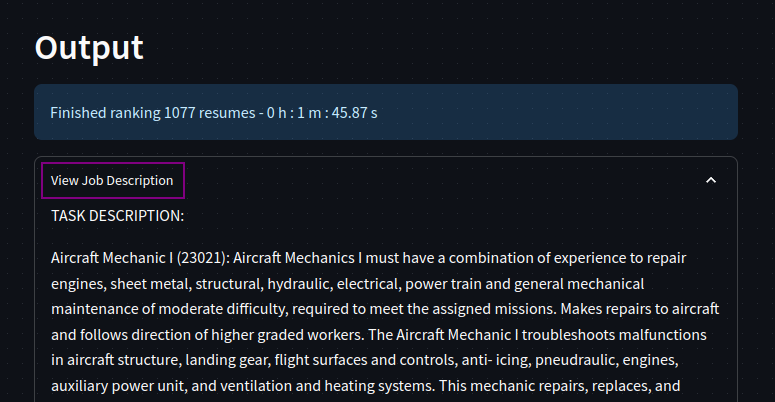 Output
Finished ranking 1077 resumes - 0 h : 1 m : 45.87 s
View Job Description
TASK DESCRIPTION:
Aircraft Mechanic I (23021): Aircraft Mechanics I must have a combination of experience to repair
engines, sheet metal, structural, hydraulic, electrical, power train and general mechanical
maintenance of moderate difficulty, required to meet the assigned missions. Makes repairs to aircraft
and follows direction of higher graded workers. The Aircraft Mechanic I troubleshoots malfunctions
in aircraft structure, landing gear, flight surfaces and controls, anti- icing, pneudraulic, engines,
auxiliary power unit, and ventilation and heating systems. This mechanic repairs, replaces, and